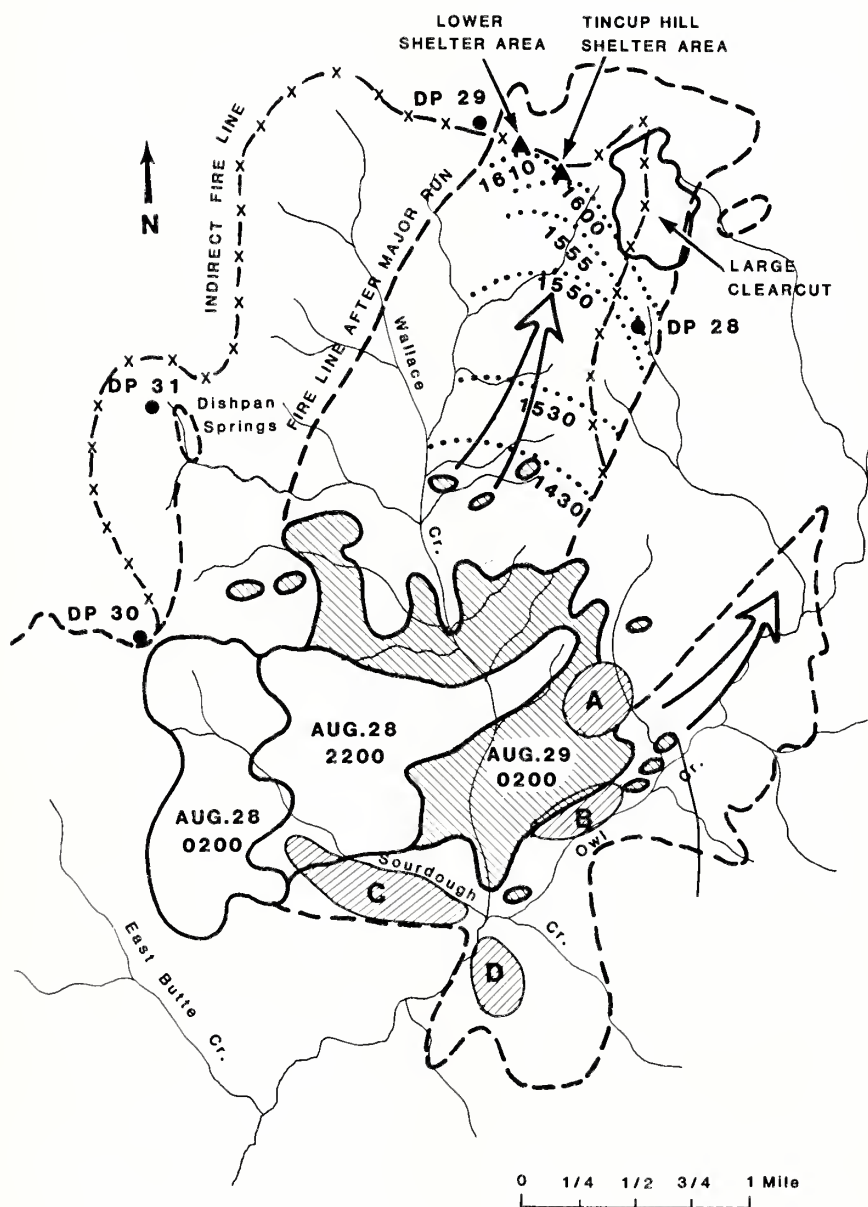 LOWER
SHELTER AREA
TINCUP HILL
SHELTER AREA
DP 29
INDIRECT FIRE LINE
N
1610
1600
1555
1550
LARGE
CLEARCUT
DP 28
FIRE LINE AFTER MAJOR RUN
Wallace
Cr.
DP 31
Dishpan
Springs
1530
1430
DP 30
A
AUG.28
2200
AUG.29
0200
Cr.
AUG.28
0200
B
Owl
Sourdough
Cr.
C
D
East Butte Cr.
0 1/4 1/2 3/4 1 Mile